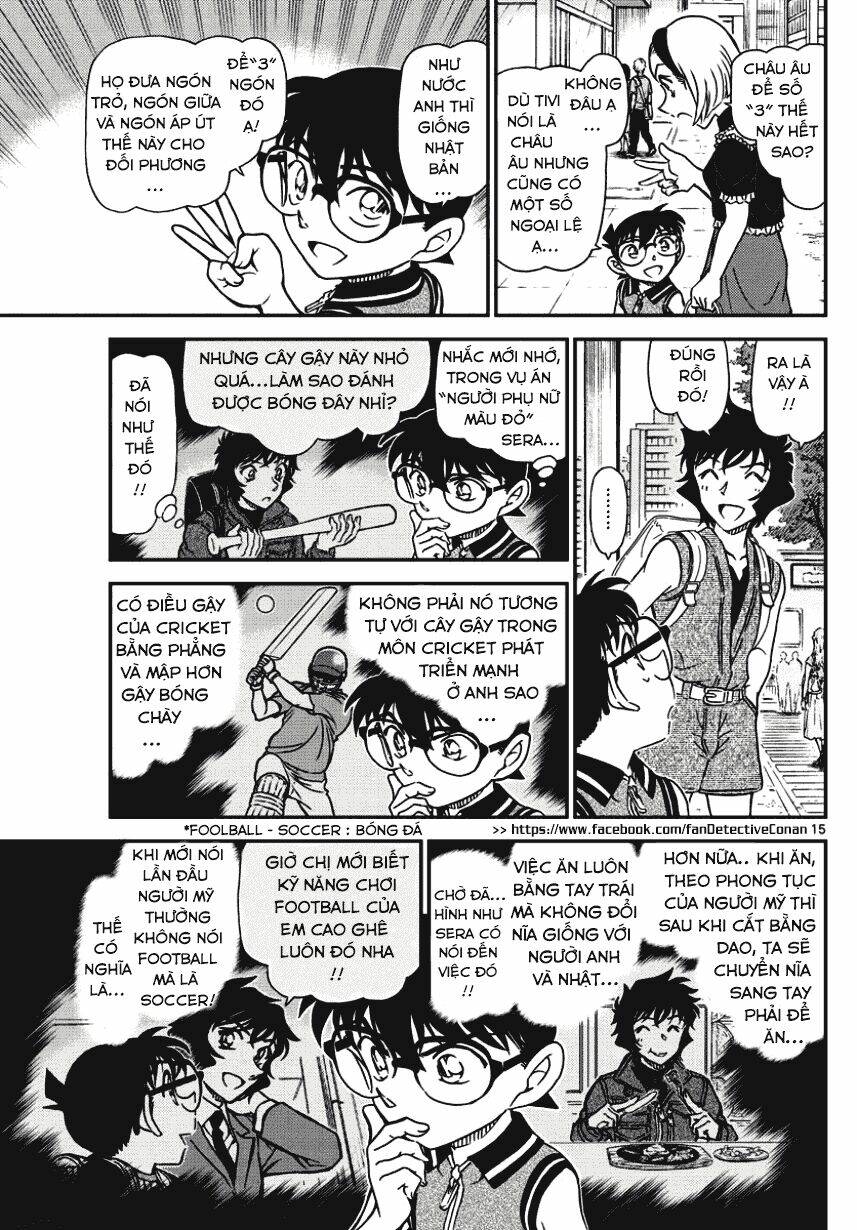 CHÂU ÂU
ĐỂ SỐ
"3" THẾ
NÀY HẾT
SAO?
KHÔNG
ĐÂU Ạ
...
DÙ TIVI
NÓI LÀ
CHÂU
ÂU NHƯNG
CŨNG CÓ
MỘT SỐ
NGOẠI LỆ
Ạ...
NHƯ
NƯỚC
ANH THÌ
GIỐNG
NHẬT
BẢN
...
ĐỂ "3"
NGÓN
ĐÓ
Ạ!
HỌ ĐƯA NGÓN
TRỎ, NGÓN GIỮA
VÀ NGÓN ÁP ÚT
THẾ NÀY CHO
ĐỐI PHƯƠNG
...
RA LÀ
VẬY À
!!
ĐÚNG
RỒI
ĐÓ!
......
NHẮC MỚI NHỚ,
TRONG VỤ ÁN
"NGƯỜI PHỤ NỮ
MÀU ĐỎ"
SERA...
NHƯNG CÂY GẬY NÀY NHỎ
QUÁ...LÀM SAO ĐÁNH
ĐƯỢC BÓNG ĐÂY NHỈ?
ĐÃ
NÓI
NHƯ
THẾ
ĐÓ
!!
KHÔNG PHẢI NÓ TƯƠNG
TỰ VỚI CÂY GẬY TRONG
MÔN CRICKET PHÁT
TRIỂN MẠNH
Ở ANH SAO
...
CÓ ĐIỀU GẬY
CỦA CRICKET
BẰNG PHẲNG
VÀ MẬP HƠN
GẬY BÓNG
CHÀY
...
*FOOLBALL - SOCCER : BÓNG ĐÁ
>> https://www.facebook.com/fanDetectiveConan 15
HƠN NỮA.. KHI ĂN,
THEO PHONG TỤC
CỦA NGƯỜI MỸ THÌ
SAU KHI CẮT BẰNG
DAO, TA SẼ
CHUYỂN NĨA
SANG TAY
PHẢI ĐỂ
ĂN...
VIỆC ĂN LUÔN
BẰNG TAY TRÁI
MÀ KHÔNG ĐỔI
NĨA GIỐNG VỚI
NGƯỜI ANH
VÀ NHẬT...
CHỜ ĐÃ...
HÌNH NHƯ
SERA CÓ
NÓI ĐẾN
VIỆC ĐÓ
!!
GIỜ CHỊ MỚI BIẾT
KỸ NĂNG CHƠI
FOOTBALL CỦA
EM CAO GHÊ
LUÔN ĐÓ NHA
!!
KHI MỚI NÓI
LẦN ĐẦU
NGƯỜI MỸ
THƯỜNG
KHÔNG NÓI
FOOTBALL
MÀ LÀ
SOCCER!
THẾ
CÓ
NGHĨA
LÀ...